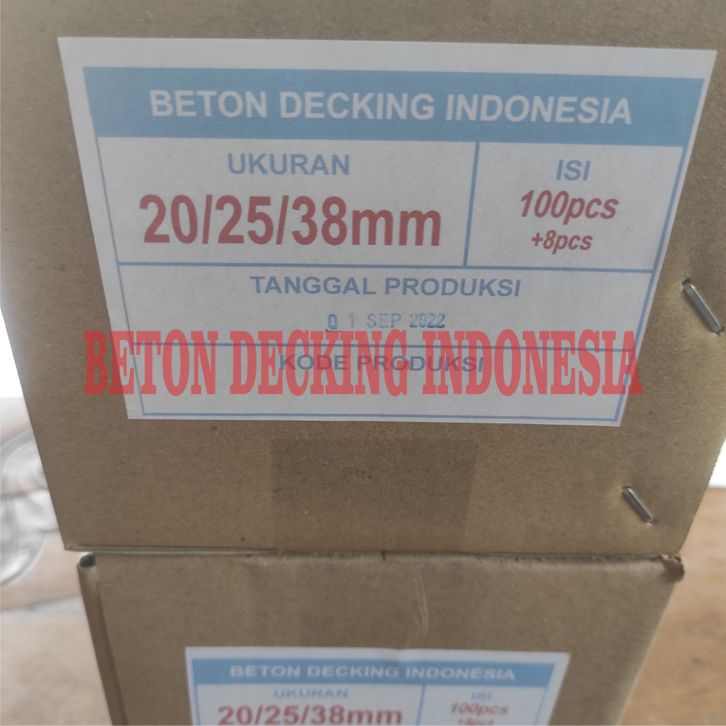 BETON DECKING INDONESIA
UKURAN
20/25/38mm
ISI
100pcs
+8pcs
TANGGAL PRODUKSI
0 1 SEP 2022
BETON DECKING INDONESIA
KODE PRODUKSI
BETON DECKING INDONESIA
UKURAN
20/25/38mm
ISI
100pcs
+8pcs